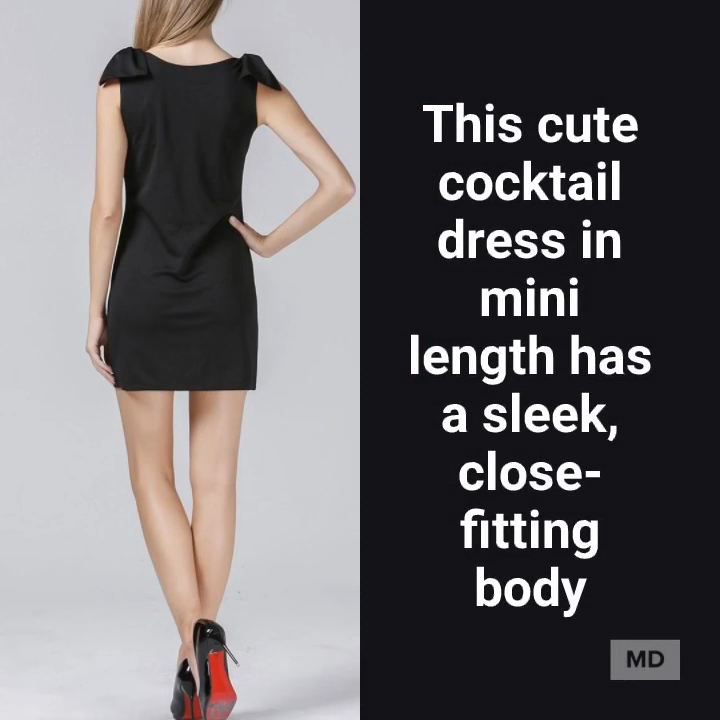 This cute
cocktail
dress in
mini
length has
a sleek,
close-
fitting
body
MD